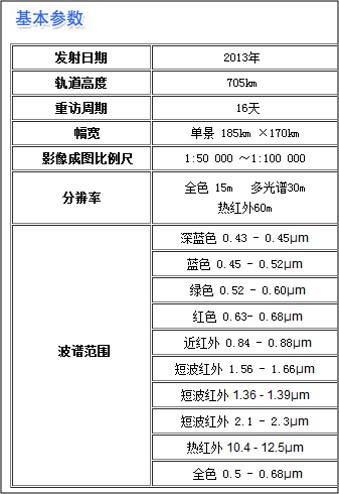 基本参数
发射日期 2013年
轨道高度 705km
重访周期 16天
幅宽 单景 185km ×170km
影像成图比例尺 1:50 000 ～1:100 000
分辨率 全色 15m 多光谱30m
热红外60m
波谱范围
深蓝色 0.43 - 0.45μm
蓝色 0.45 - 0.52μm
绿色 0.52 - 0.60μm
红色 0.63- 0.68μm
近红外 0.84 - 0.88μm
短波红外 1.56 - 1.66μm
短波红外 1.36 - 1.39μm
短波红外 2.1 - 2.3μm
热红外 10.4 - 12.5μm
全色 0.5 - 0.68μm